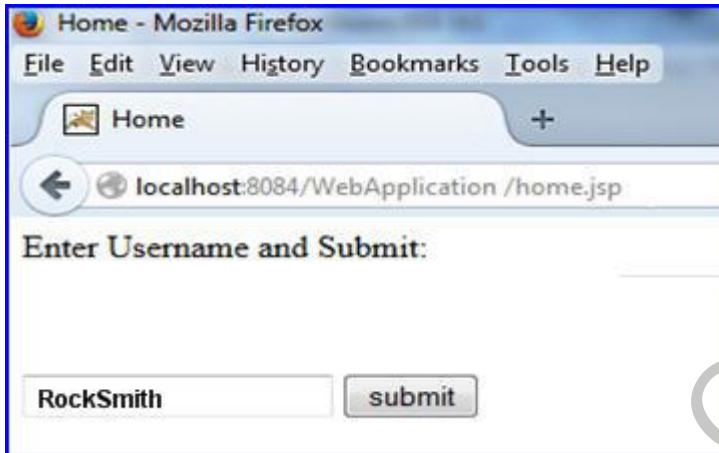 Home - Mozilla Firefox
File Edit View History Bookmarks Tools Help
Home +
localhost:8084/WebApplication /home.jsp
Enter Username and Submit:
RockSmith submit